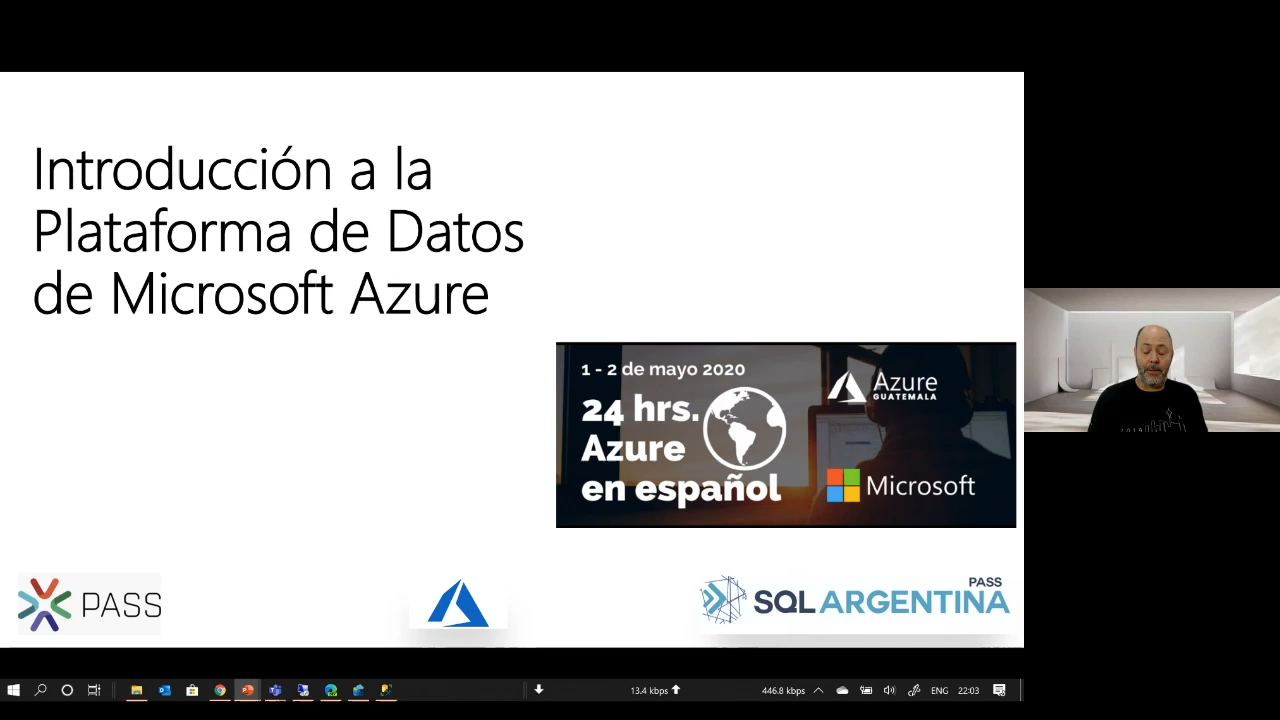 Introducción a la
Plataforma de Datos
de Microsoft Azure
1 - 2 de mayo 2020
24 hrs.
Azure
en español
Azure
GUATEMALA
Microsoft
PASS
PASS
SQL ARGENTINA
2019
13.4 kbps
446.8 kbps
ENG
22:03